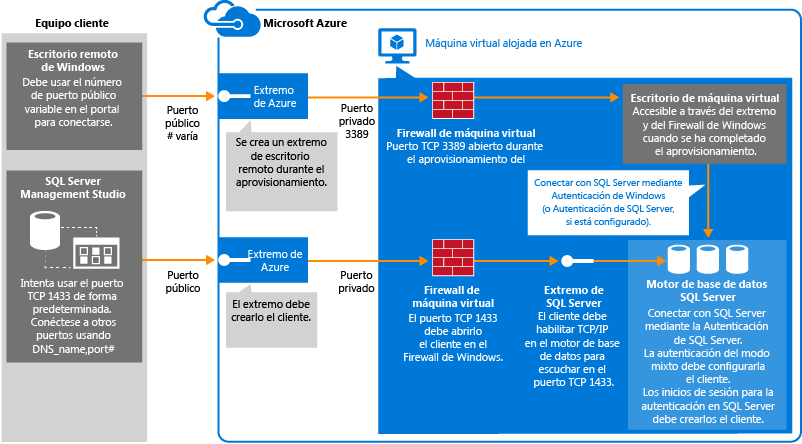 Equipo cliente
Microsoft Azure
Máquina virtual alojada en Azure
Escritorio remoto
de Windows
Debe usar el número
de puerto público
variable en el portal
para conectarse.
Puerto
público
# varía
Extremo
de Azure
Se crea un extremo
de escritorio
remoto durante el
aprovisionamiento.
Puerto
privado
3389
Firewall de máquina virtual
Puerto TCP 3389 abierto durante
el aprovisionamiento del
Escritorio de máquina virtual
Accesible a través del extremo
y del Firewall de Windows
cuando se ha completado
el aprovisionamiento.
Conectar con SQL Server mediante
Autenticación de Windows
(o Autenticación de SQL Server,
si está configurado).
SQL Server
Management Studio
Intenta usar el puerto
TCP 1433 de forma
predeterminada.
Conéctese a otros
puertos usando
DNS_name,port#
Puerto
público
Extremo de
Azure
El extremo debe
crearlo el cliente.
Puerto
privado
Firewall de
máquina virtual
El puerto TCP 1433
debe abrirlo
el cliente en el
Firewall de Windows.
Extremo de
SQL Server
El cliente debe
habilitar TCP/IP
en el motor de base
de datos para
escuchar en el
puerto TCP 1433.
Motor de base de datos
SQL Server
Conectar con SQL Server
mediante la Autenticación
de SQL Server.
La autenticación del modo
mixto debe configurarla
el cliente.
Los inicios de sesión para la
autenticación en SQL Server
debe crearlos el cliente.